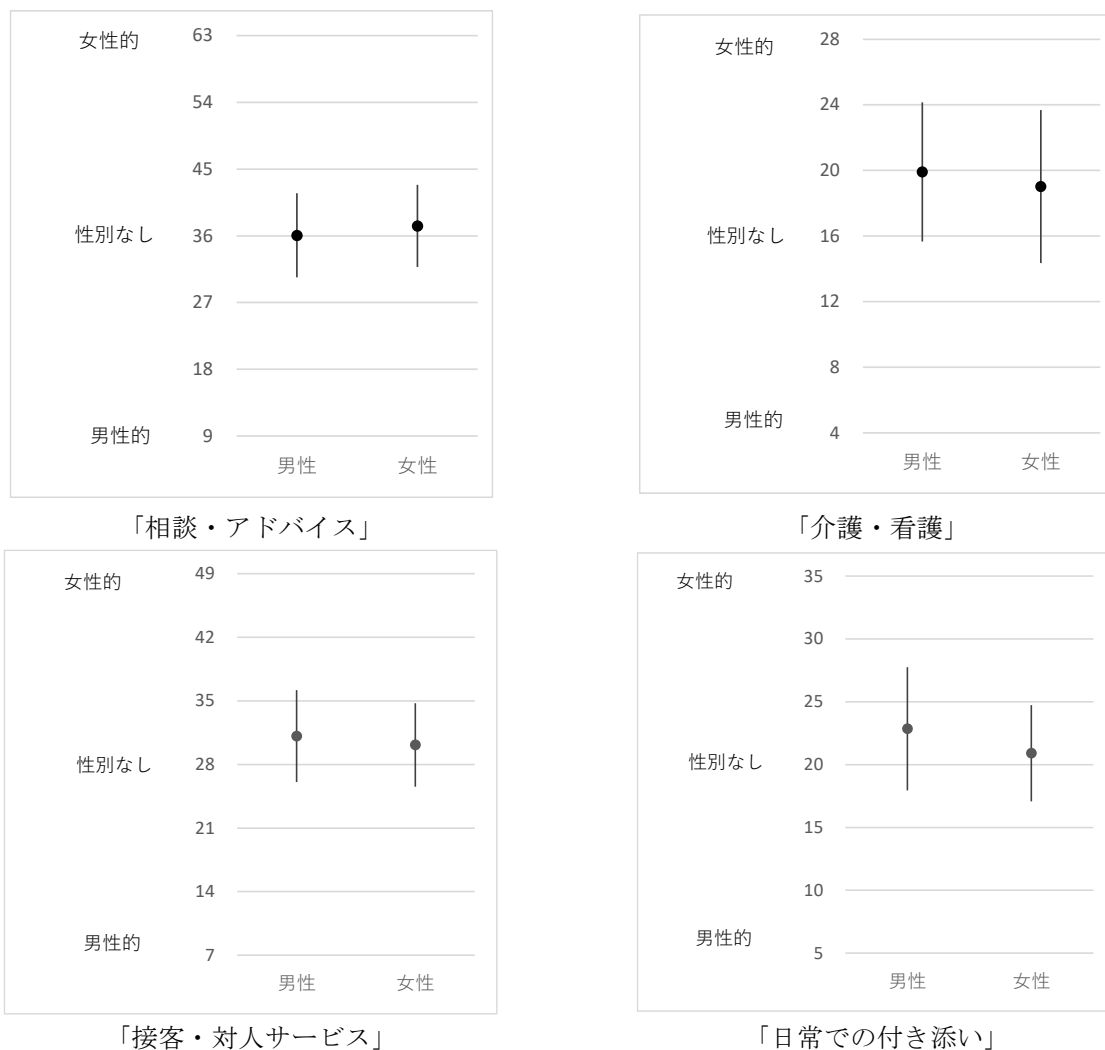 女性的
63
54
45
性別なし
36
27
18
男性的
9
男性
女性
「相談・アドバイス」
女性的
28
24
20
性別なし
16
12
8
男性的
4
男性
女性
「介護・看護」
女性的
49
42
35
性別なし
28
21
14
男性的
7
男性
女性
「接客・対人サービス」
女性的
35
30
25
性別なし
20
15
10
男性的
5
男性
女性
「日常での付き添い」